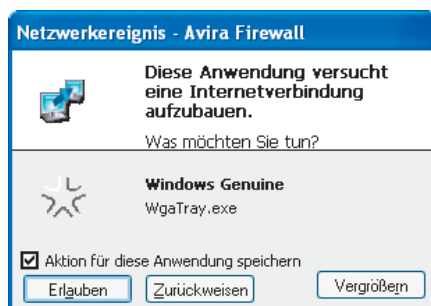 Netzwerkereignis - Avira Firewall
Diese Anwendung versucht
eine Internetverbindung
aufzubauen.
Was möchten Sie tun?
Windows Genuine
WgaTray.exe
Aktion für diese Anwendung speichern
Erlauben
Zurückweisen
Vergrößern